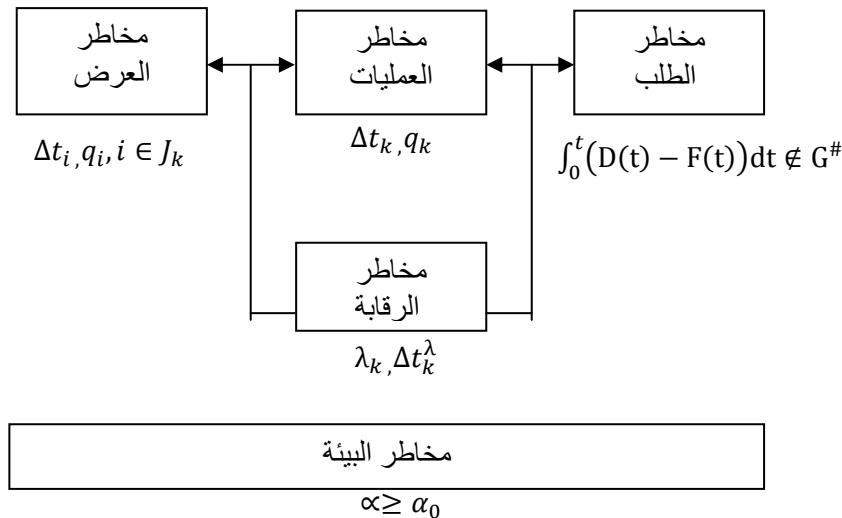 مخاطر
العرض
مخاطر
العمليات
مخاطر
الطلب
Δt_i ,q_i, i ∈ J_k
Δt_k ,q_k
∫_0^t (D(t) − F(t))dt ∉ G^#
مخاطر
الرقابة
λ_k ,Δt_k^λ
مخاطر البيئة
∝≥ α_0